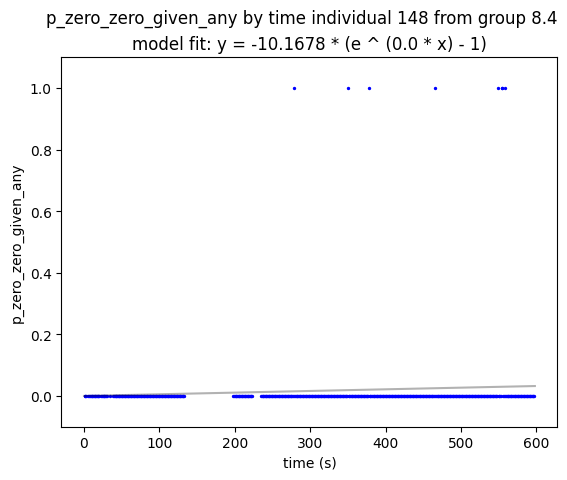 p_zero_zero_given_any by time individual 148 from group 8.4
model fit: y = -10.1678 * (e ^ (0.0 * x) - 1)
1.0
0.8
0.6
0.4
0.2
0.0
p_zero_zero_given_any
0 100 200 300 400 500 600
time (s)